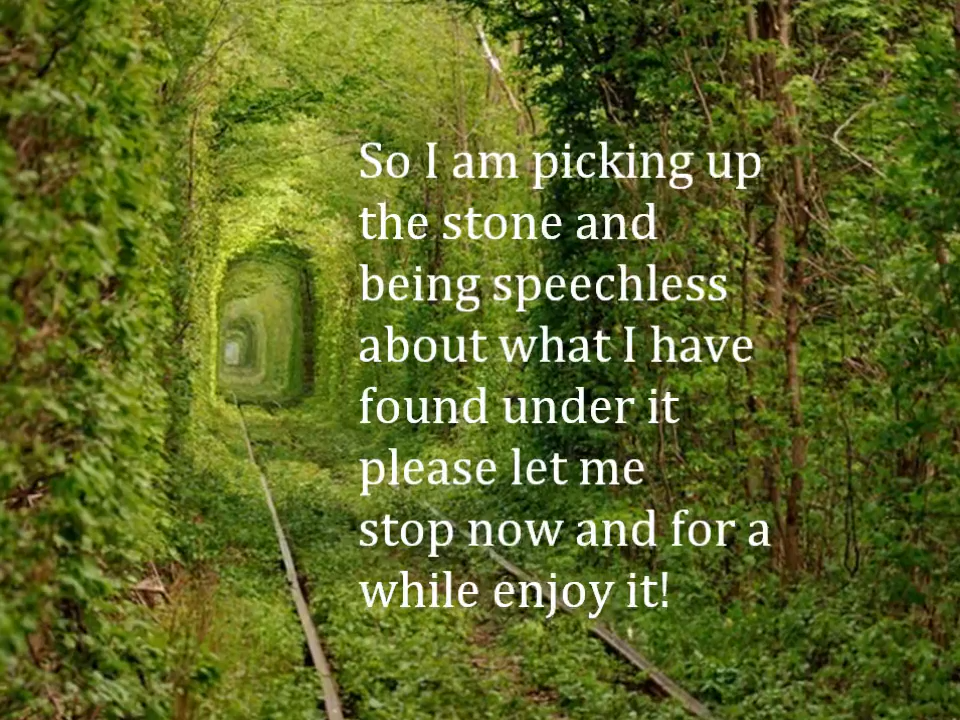 So I am picking up
the stone and
being speechless
about what I have
found under it
please let me
stop now and for a
while enjoy it!